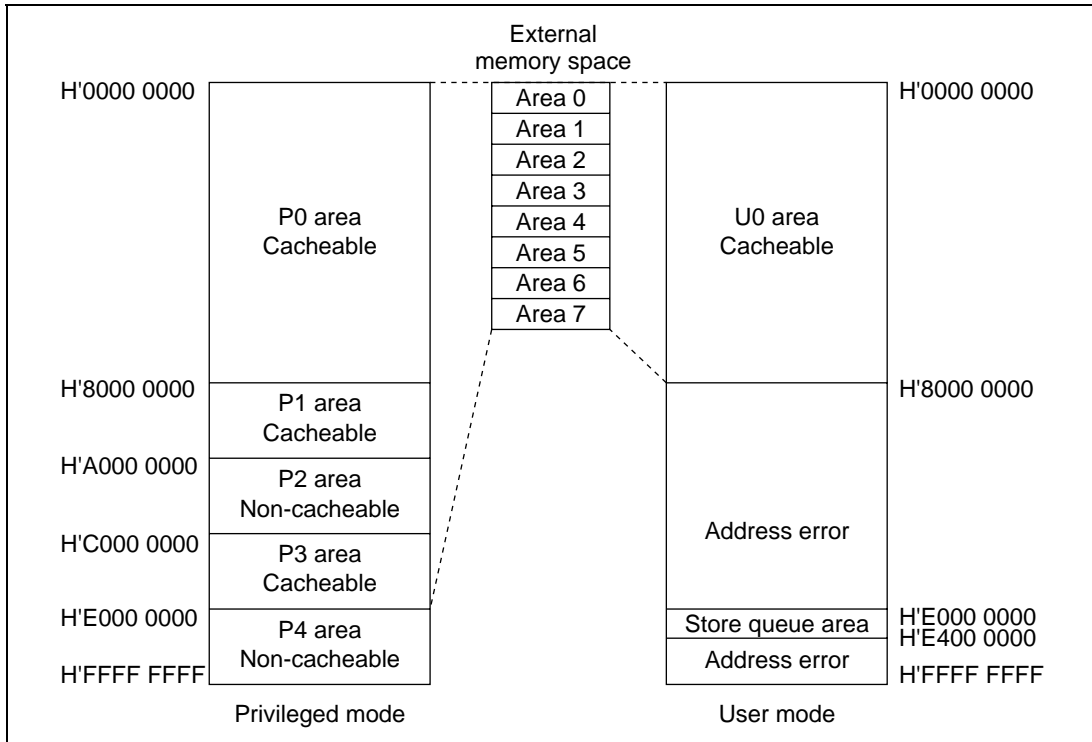 External
memory space
H'0000 0000
Area 0
Area 1
Area 2
Area 3
Area 4
Area 5
Area 6
Area 7
H'0000 0000
P0 area
Cacheable
U0 area
Cacheable
H'8000 0000
P1 area
Cacheable
H'A000 0000
P2 area
Non-cacheable
H'C000 0000
P3 area
Cacheable
H'E000 0000
P4 area
Non-cacheable
H'FFFF FFFF
Privileged mode
H'8000 0000
Address error
Store queue area
H'E000 0000
H'E400 0000
Address error
H'FFFF FFFF
User mode